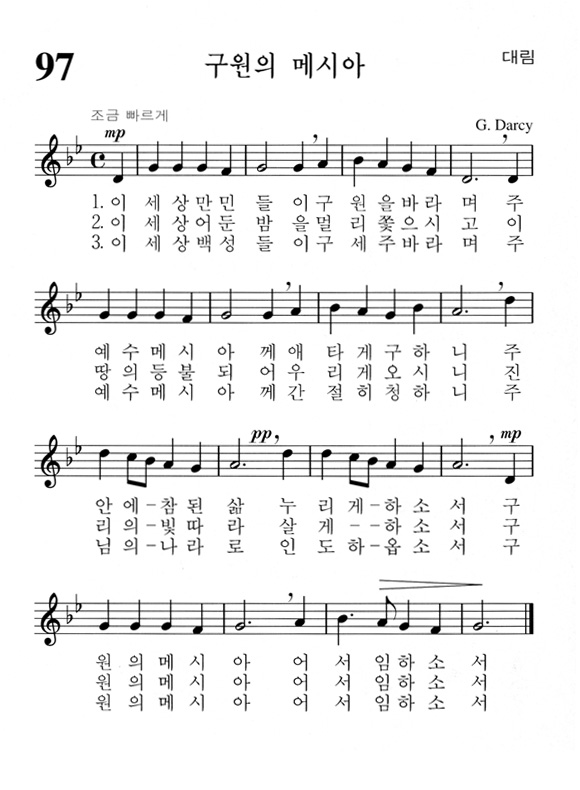 97 구원의 메시아 대림
조금 빠르게
mp G. Darcy
1. 이 세상만민 들 이구 원을바라 며 주
2. 이 세상어둔 밤 을멀 리쫓으시 고 이
3. 이 세상백성 들 이구 세주바라 며 주
예수메시 아 께애 타게구하 니 주
땅의등불 되 어우 리게오시 니 진
예수메시 아 께간 절히청하 니 주
pp mp
안에-참된 삶 누 리게-하소 서 구
리의-빛따 라 살 게--하소 서 구
님의-나라 로 인 도하-옵소 서 구
원의메시 아 어 서임하소 서
원의메시 아 어 서임하소 서
원의메시 아 어 서임하소 서